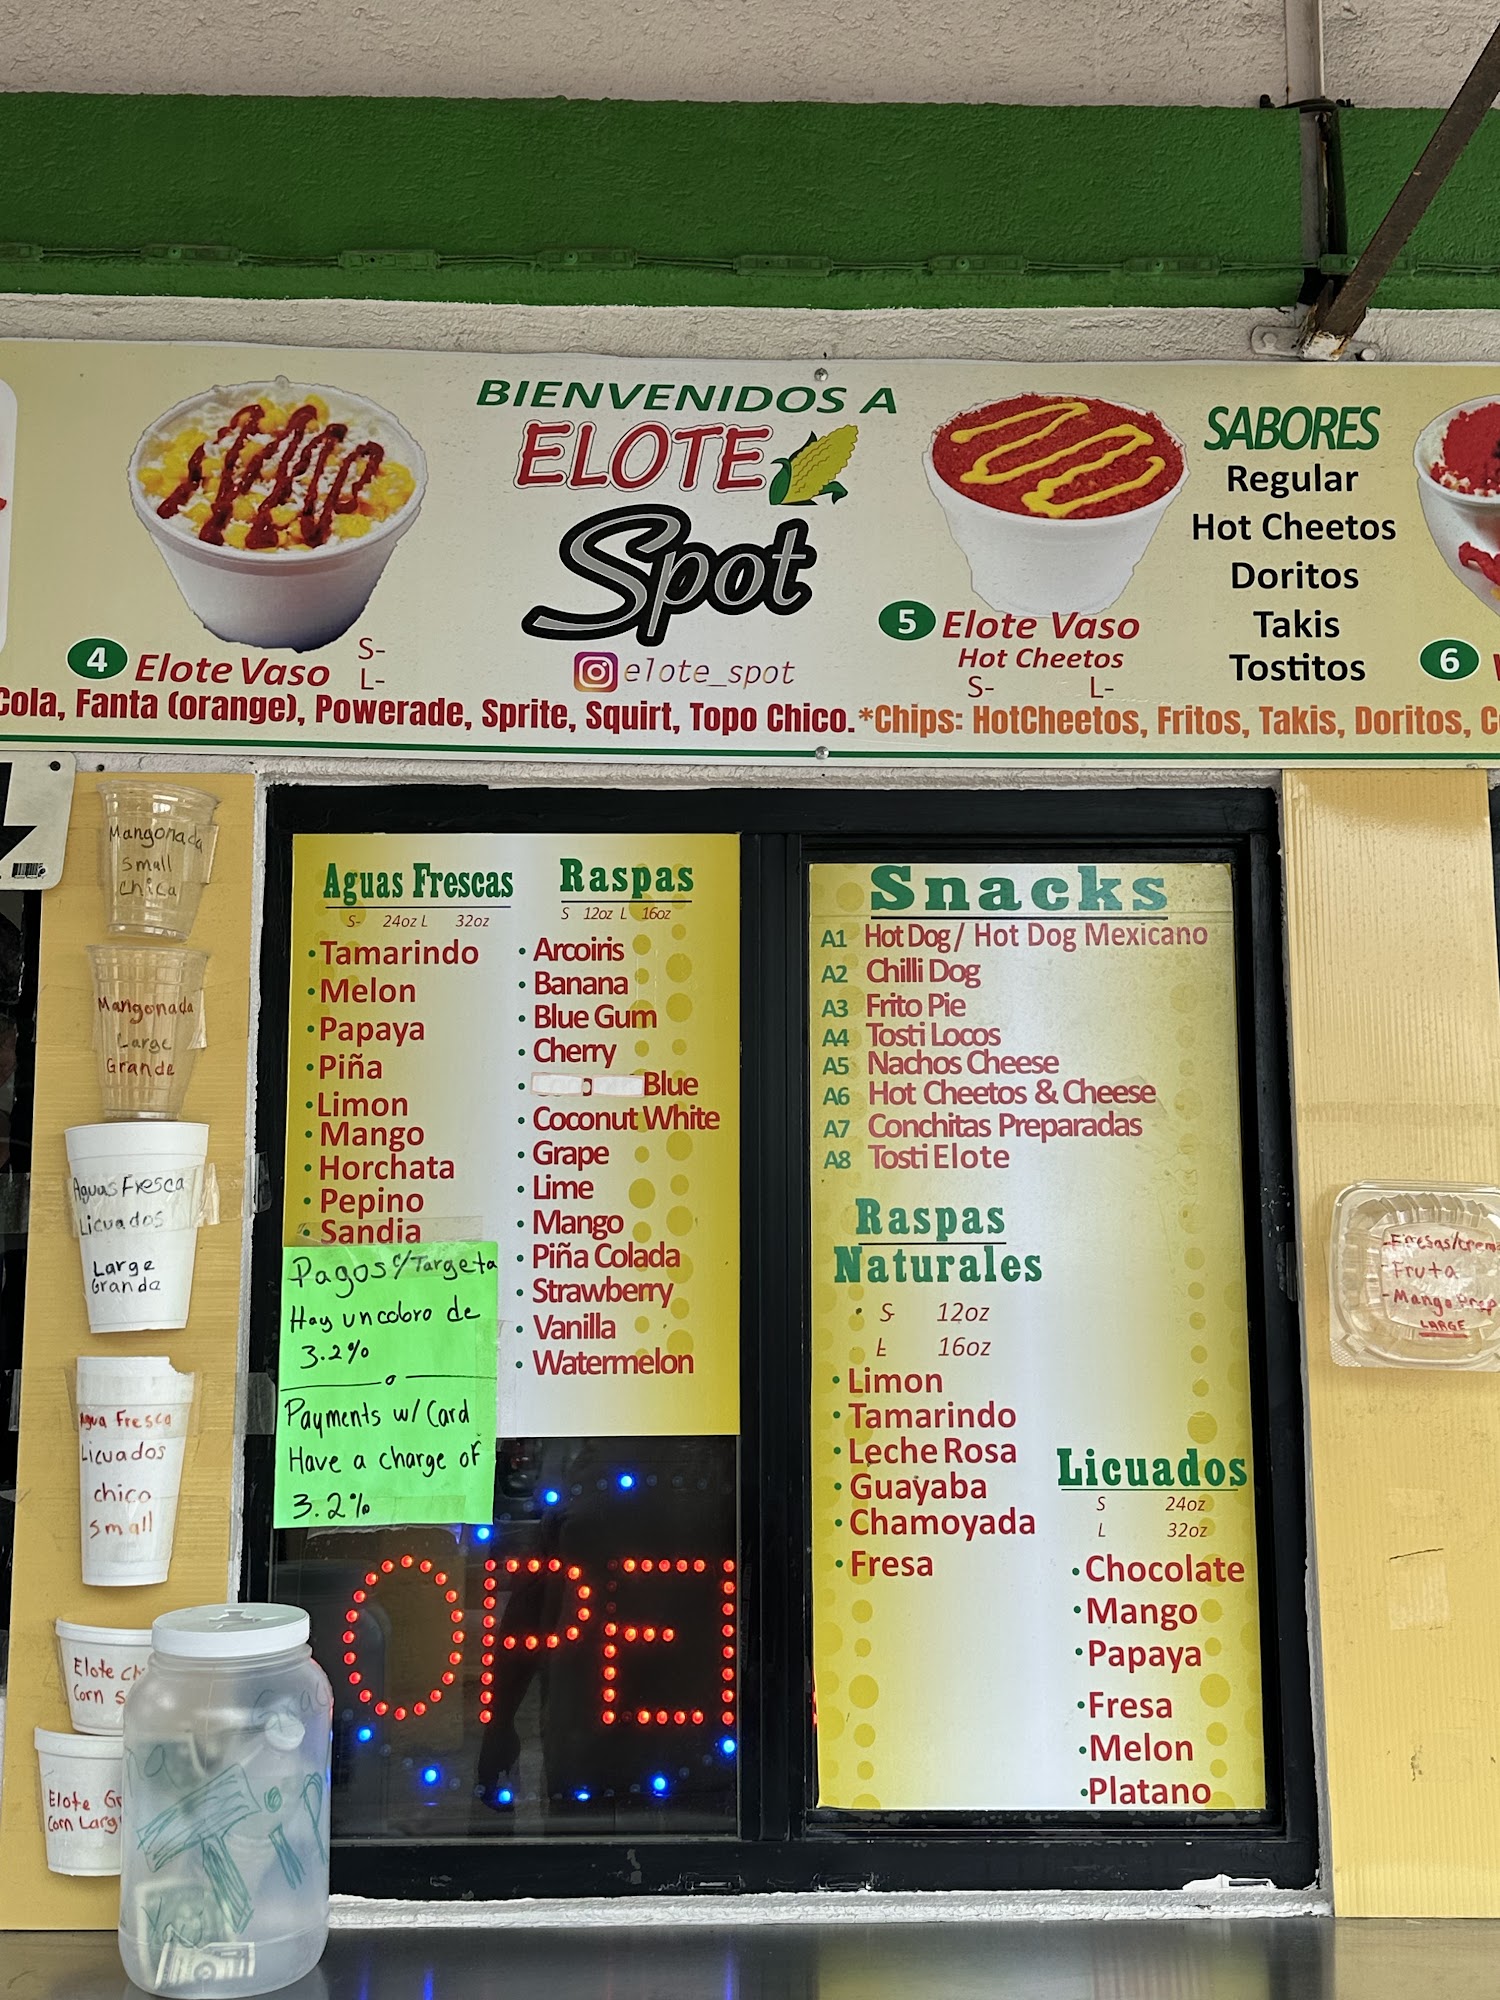 BIENVENIDOS A
ELOTE
Spot
elote_spot
4 Elote Vaso
S-
L-
5 Elote Vaso
Hot Cheetos
S- L-
SABORES
Regular
Hot Cheetos
Doritos
Takis
Tostitos
6
Cola, Fanta (orange), Powerade, Sprite, Squirt, Topo Chico. *Chips: HotCheetos, Fritos, Takis, Doritos, C
Mangonada
Small
Chica
Mangonada
Large
Grande
Aguas Fresca
Licuados
Large
Granda
Agua Fresca
Licuados
chico
small
Elote Ch
Corn S
Elote Gr
Corn Larg
Aguas Frescas
S- 24oz L 32oz
•Tamarindo
•Melon
•Papaya
•Piña
•Limon
•Mango
•Horchata
•Pepino
•Sandia
Pagos c/Targeta
Hay un cobro de
3.2%
Payments w/ Card
Have a charge of
3.2%
Raspas
S 12oz L 16oz
• Arcoiris
• Banana
• Blue Gum
• Cherry
• Blue
• Coconut White
• Grape
• Lime
• Mango
• Piña Colada
• Strawberry
• Vanilla
• Watermelon
OPE
Snacks
A1 Hot Dog / Hot Dog Mexicano
A2 Chilli Dog
A3 Frito Pie
A4 Tosti Locos
A5 Nachos Cheese
A6 Hot Cheetos & Cheese
A7 Conchitas Preparadas
A8 Tosti Elote
Raspas
Naturales
• S 12oz
L 16oz
•Limon
•Tamarindo
•Leche Rosa
•Guayaba
•Chamoyada
•Fresa
Licuados
S 24oz
L 32oz
•Chocolate
•Mango
•Papaya
•Fresa
•Melon
•Platano
-Fresas/crema
-Fruta
-Mango Prep
LARGE
Tip